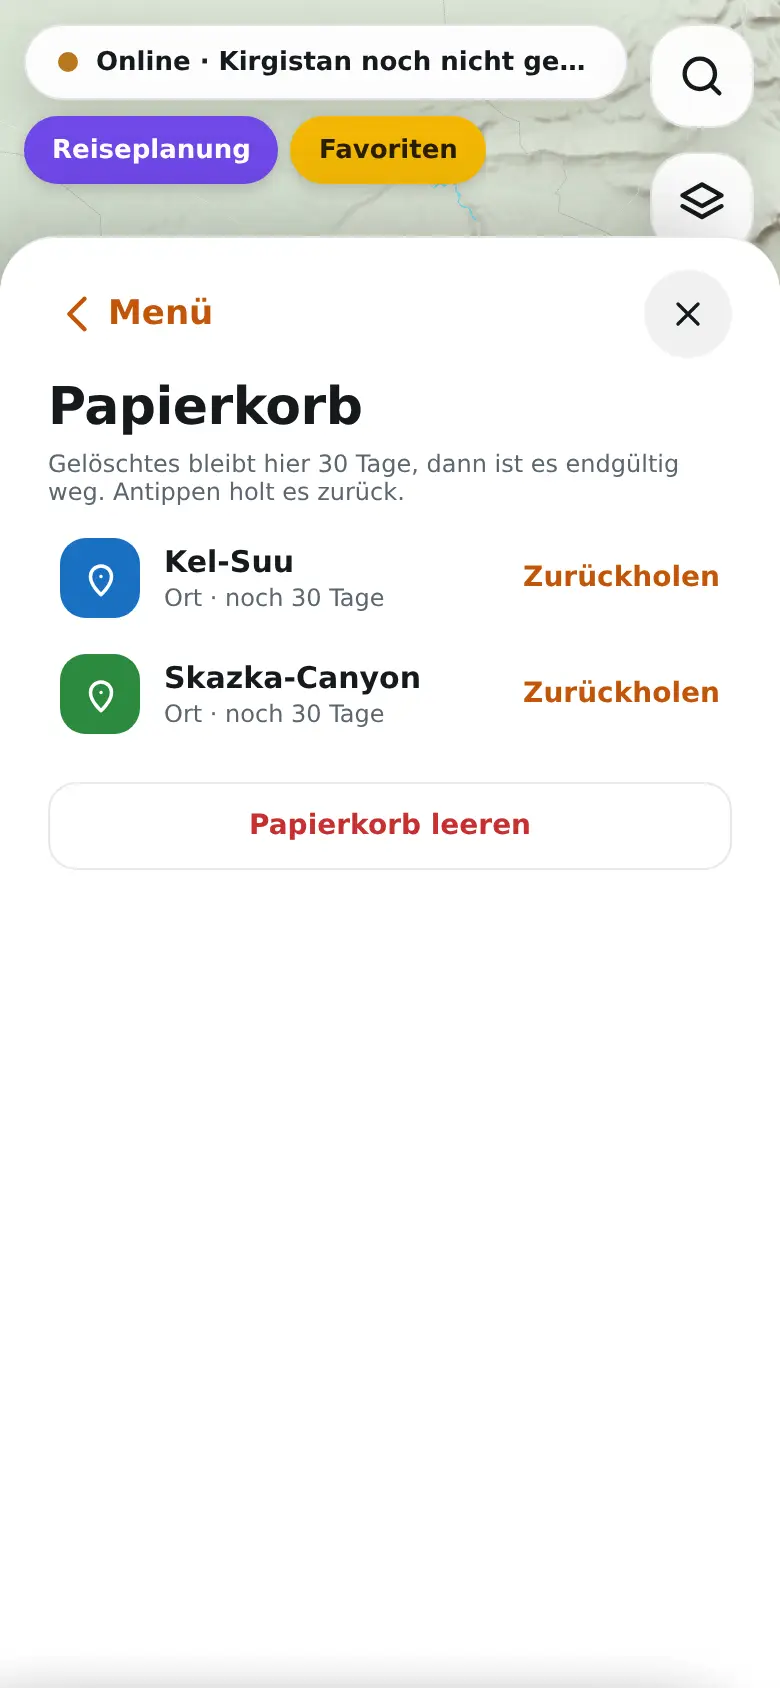 Online · Kirgistan noch nicht ge…
Reiseplanung
Favoriten
Menü
Papierkorb
Gelöschtes bleibt hier 30 Tage, dann ist es endgültig
weg. Antippen holt es zurück.
Kel-Suu
Ort · noch 30 Tage
Zurückholen
Skazka-Canyon
Ort · noch 30 Tage
Zurückholen
Papierkorb leeren